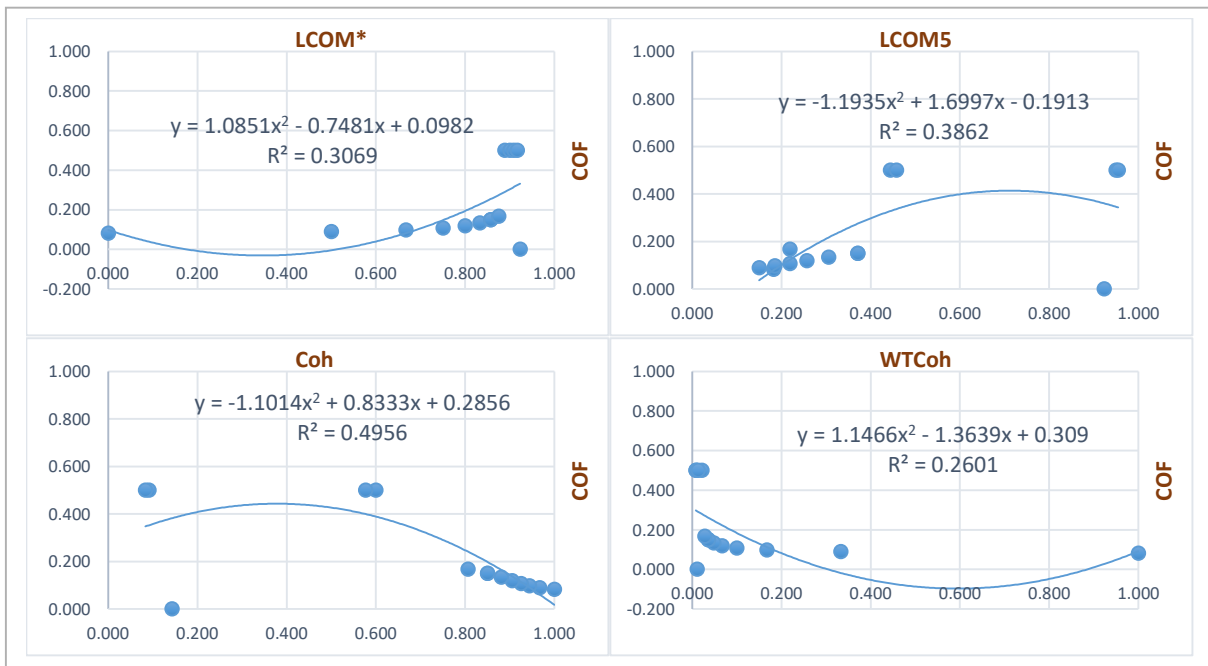 LCOM*
1.000
0.800
0.600
0.400
0.200
0.000
-0.200
0.000 0.200 0.400 0.600 0.800 1.000
y = 1.0851x² - 0.7481x + 0.0982
R² = 0.3069
COF
LCOM5
1.000
0.800
0.600
0.400
0.200
0.000
0.000 0.200 0.400 0.600 0.800 1.000
y = -1.1935x² + 1.6997x - 0.1913
R² = 0.3862
COF
Coh
1.000
0.800
0.600
0.400
0.200
0.000
0.000 0.200 0.400 0.600 0.800 1.000
y = -1.1014x² + 0.8333x + 0.2856
R² = 0.4956
COF
WTCoh
1.000
0.800
0.600
0.400
0.200
0.000
-0.200
0.000 0.200 0.400 0.600 0.800 1.000
y = 1.1466x² - 1.3639x + 0.309
R² = 0.2601
COF